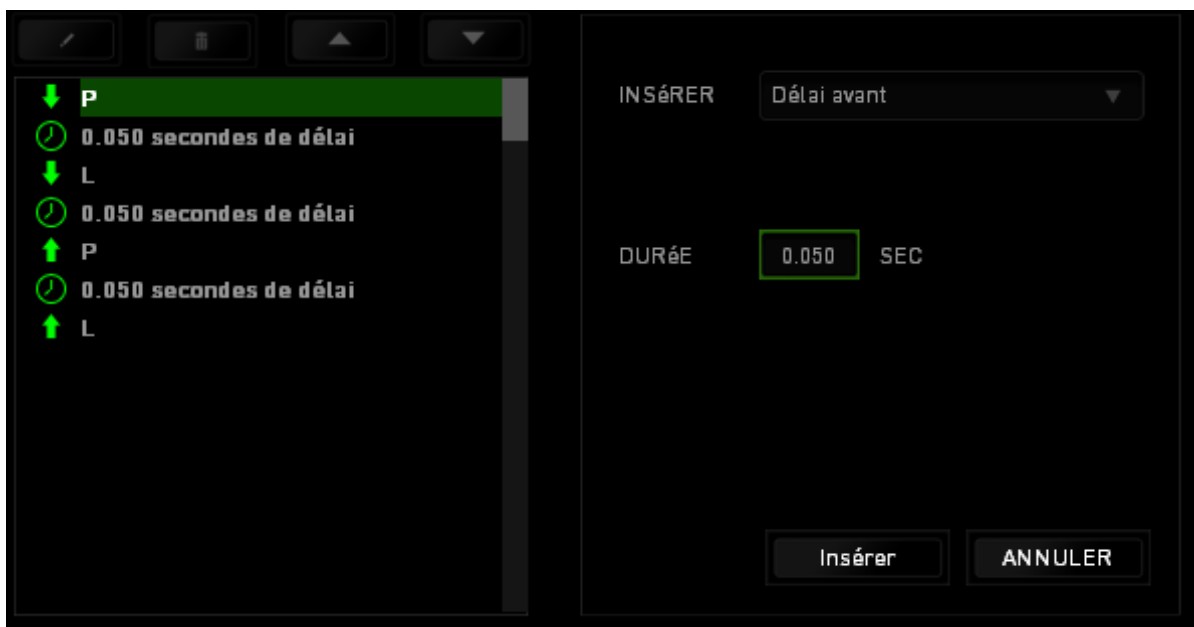 P
0.050 secondes de délai
L
0.050 secondes de délai
P
0.050 secondes de délai
L
INSéRER Délai avant
DURéE 0.050 SEC
Insérer ANNULER